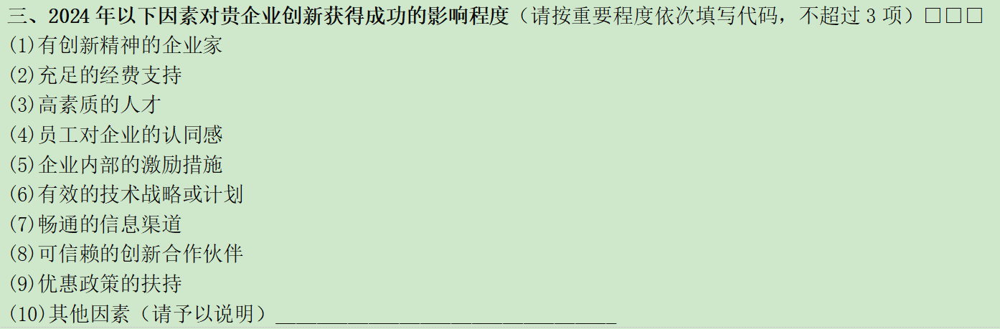 三、2024 年以下因素对贵企业创新获得成功的影响程度（请按重要程度依次填写代码，不超过 3 项）□□□
(1)有创新精神的企业家
(2)充足的经费支持
(3)高素质的人才
(4)员工对企业的认同感
(5)企业内部的激励措施
(6)有效的技术战略或计划
(7)畅通的信息渠道
(8)可信赖的创新合作伙伴
(9)优惠政策的扶持
(10)其他因素（请予以说明）_________________________________